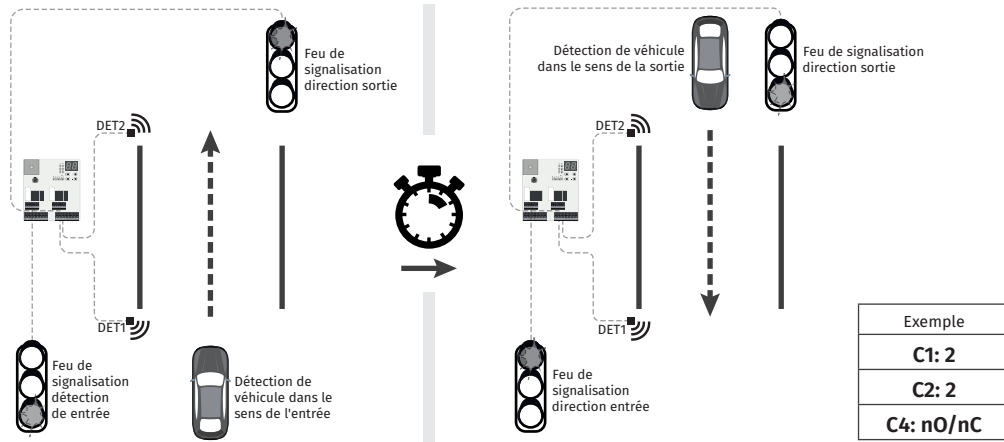 Feu de
signalisation
direction sortie
DET2
DET1
Feu de
signalisation
détection
de entrée
Détection de
véhicule dans le
sens de l'entrée
Détection de véhicule
dans le sens de la sortie
Feu de signalisation
direction sortie
DET2
DET1
Feu de
signalisation
direction entrée
Exemple
C1: 2
C2: 2
C4: nO/nC